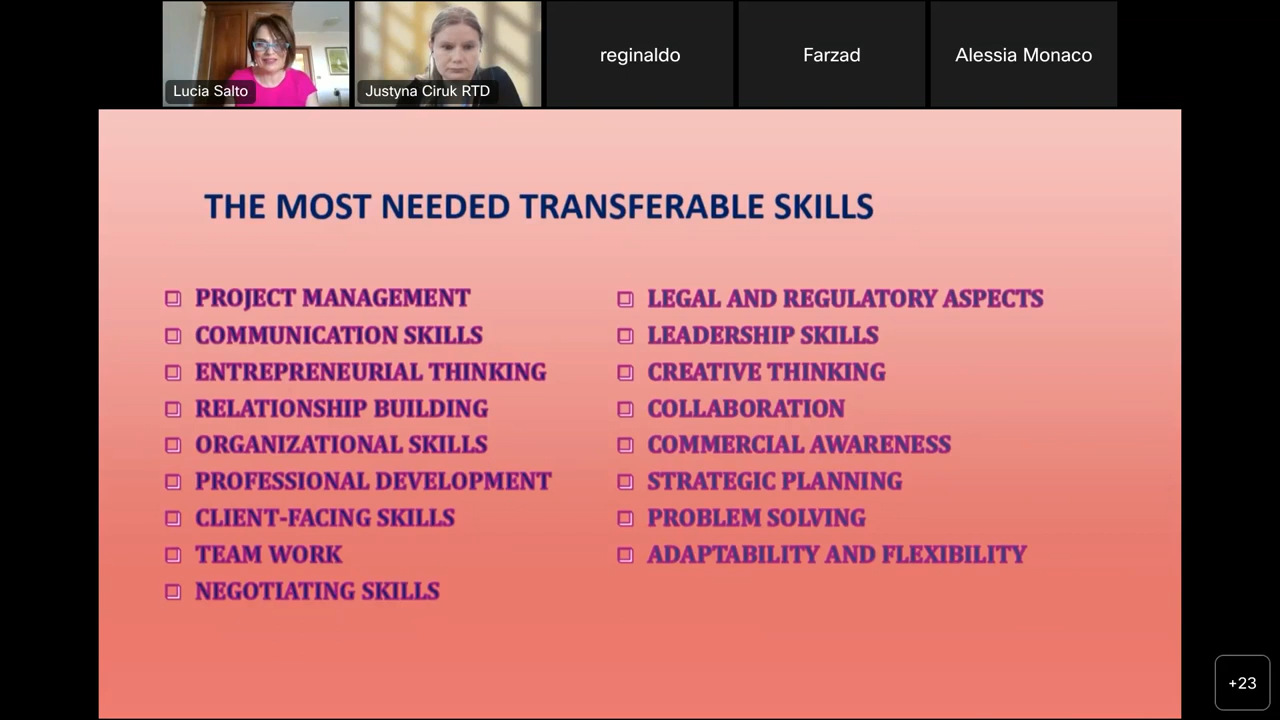 Lucia Salto
Justyna Ciruk RTD
reginaldo
Farzad
Alessia Monaco
THE MOST NEEDED TRANSFERABLE SKILLS
PROJECT MANAGEMENT
COMMUNICATION SKILLS
ENTREPRENEURIAL THINKING
RELATIONSHIP BUILDING
ORGANIZATIONAL SKILLS
PROFESSIONAL DEVELOPMENT
CLIENT-FACING SKILLS
TEAM WORK
NEGOTIATING SKILLS
LEGAL AND REGULATORY ASPECTS
LEADERSHIP SKILLS
CREATIVE THINKING
COLLABORATION
COMMERCIAL AWARENESS
STRATEGIC PLANNING
PROBLEM SOLVING
ADAPTABILITY AND FLEXIBILITY
+23